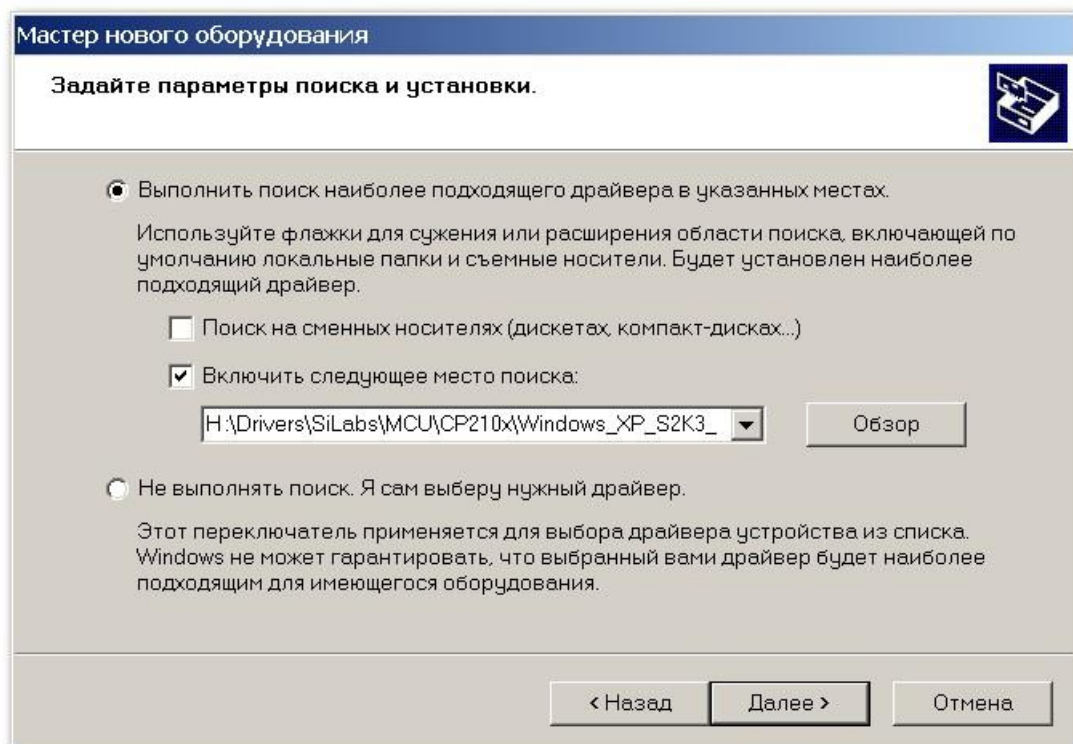 Мастер нового оборудования
Задайте параметры поиска и установки.
Выполнить поиск наиболее подходящего драйвера в указанных местах.
Используйте флажки для сужения или расширения области поиска, включающей по
умолчанию локальные папки и съемные носители. Будет установлен наиболее
подходящий драйвер.
Поиск на сменных носителях (дискетах, компакт-дисках...)
Включить следующее место поиска:
H:\Drivers\SiLabs\MCU\CP210x\Windows_XP_S2K3_
Обзор
Не выполнять поиск. Я сам выберу нужный драйвер.
Этот переключатель применяется для выбора драйвера устройства из списка.
Windows не может гарантировать, что выбранный вами драйвер будет наиболее
подходящим для имеющегося оборудования.
< Назад Далее > Отмена